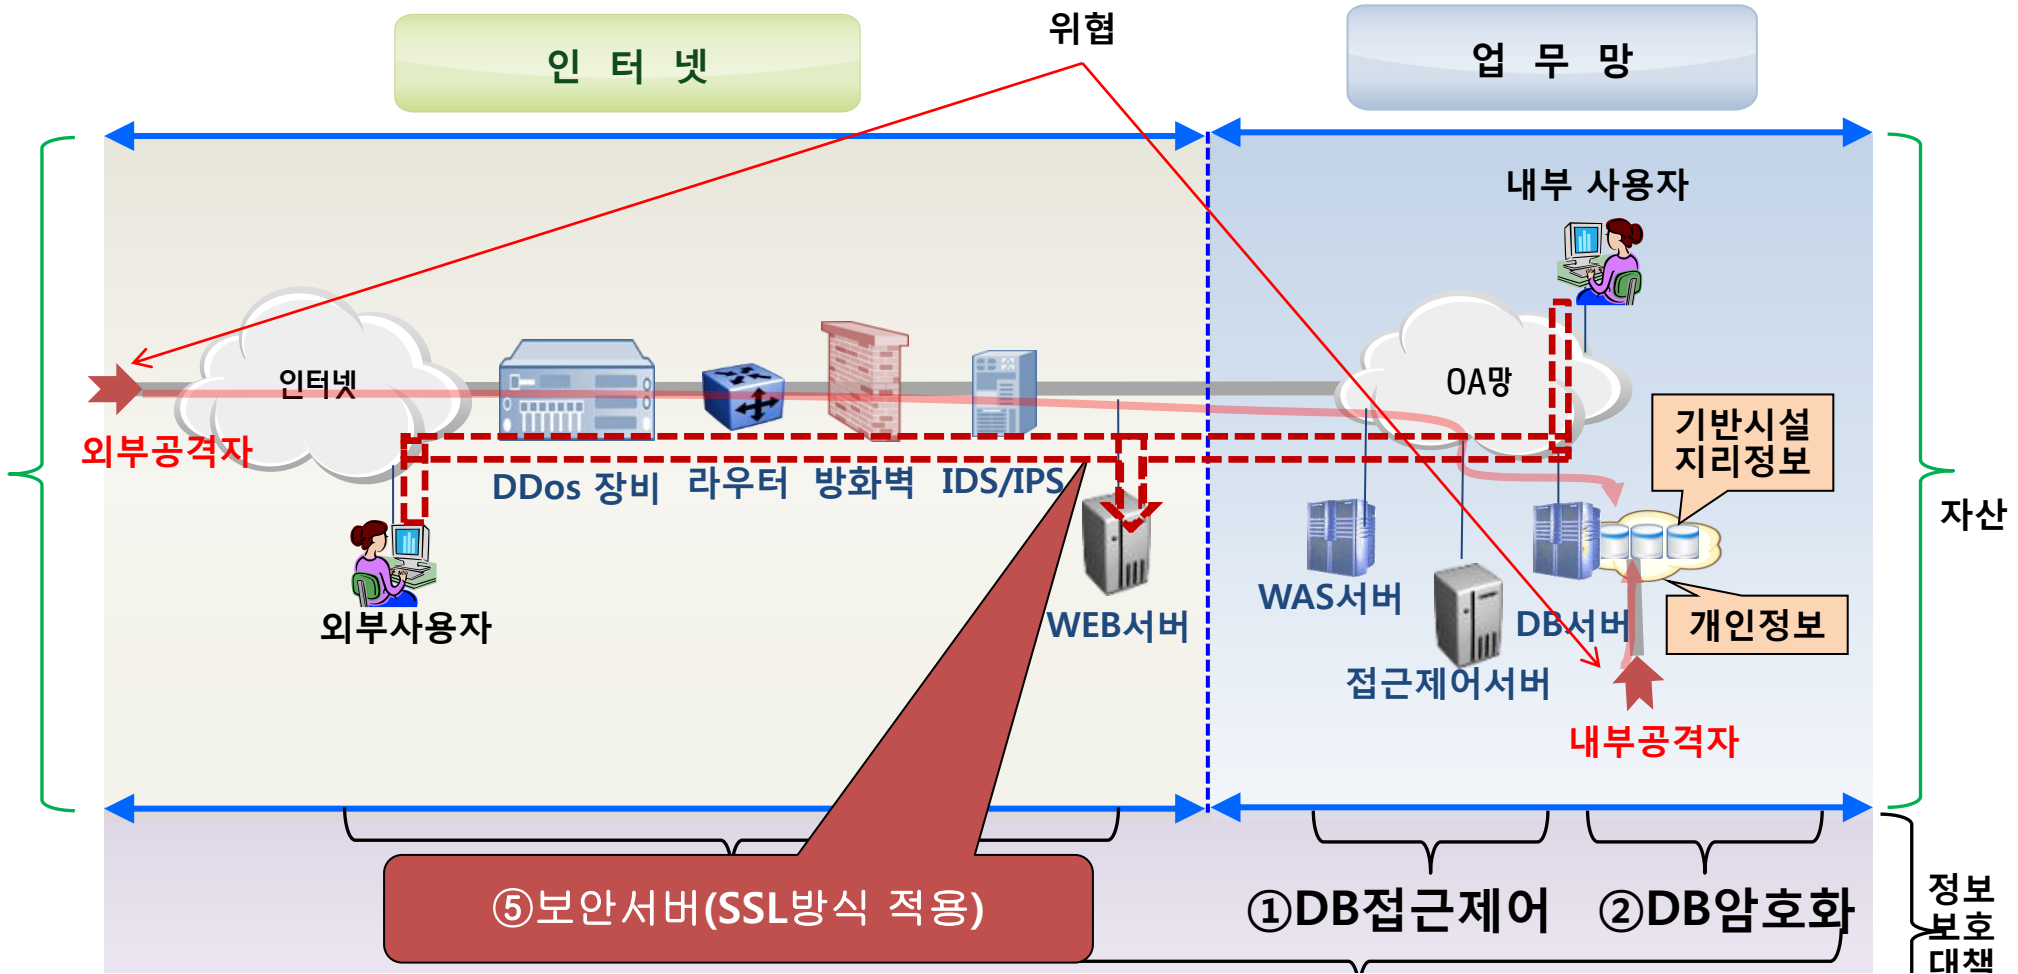 위협
인 터 넷
업 무 망
내부 사용자
인터넷
OA망
기반시설
지리정보
외부공격자
DDos 장비
라우터
방화벽
IDS/IPS
자산
WAS서버
외부사용자
WEB서버
DB서버
개인정보
접근제어서버
내부공격자
⑤보안서버(SSL방식 적용)
①DB접근제어
②DB암호화
정보
보호
대책